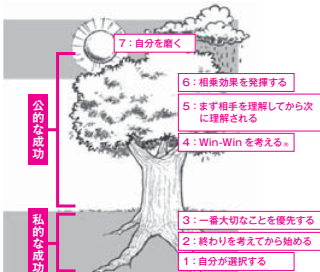 7：自分を磨く
6：相乗効果を発揮する
5：まず相手を理解してから次
に理解される
4：Win-Win を考える®
公的な成功
3：一番大切なことを優先する
2：終わりを考えてから始める
1：自分が選択する
私的な成功